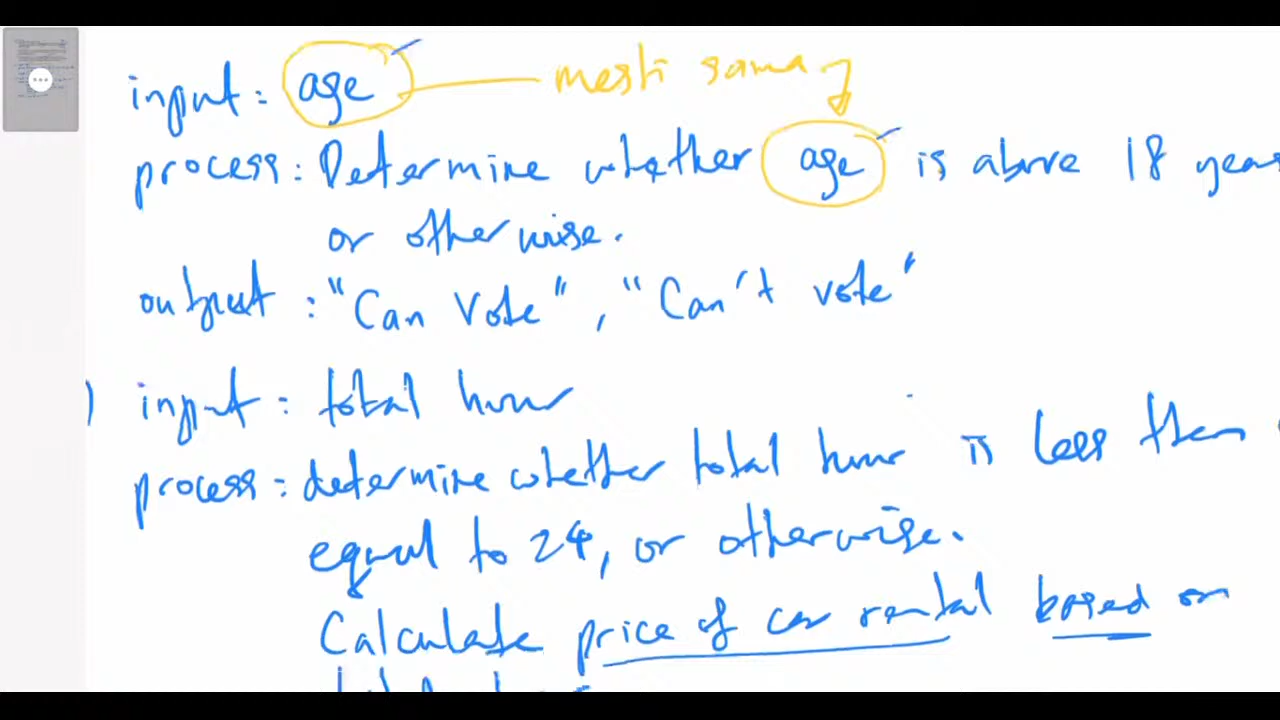 input: age mesti sama
process: Determine whether age is above 18 years
or otherwise.
output: "Can Vote", "Can't vote"
) input: total hour
process: determine whether total hour is less than
equal to 24, or otherwise.
Calculate price of car rental based on